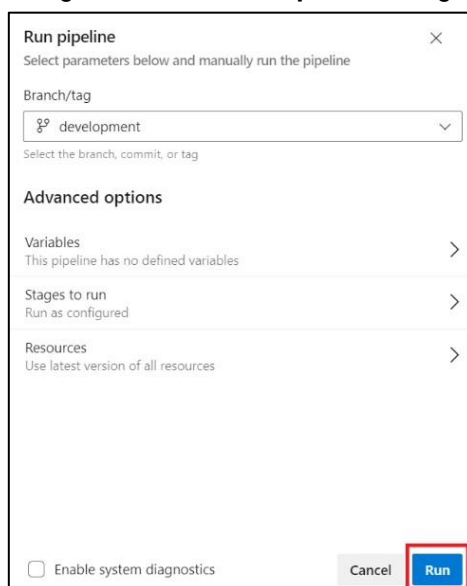 Run pipeline
Select parameters below and manually run the pipeline
Branch/tag
development
Select the branch, commit, or tag
Advanced options
Variables
This pipeline has no defined variables
Stages to run
Run as configured
Resources
Use latest version of all resources
Enable system diagnostics
Cancel
Run